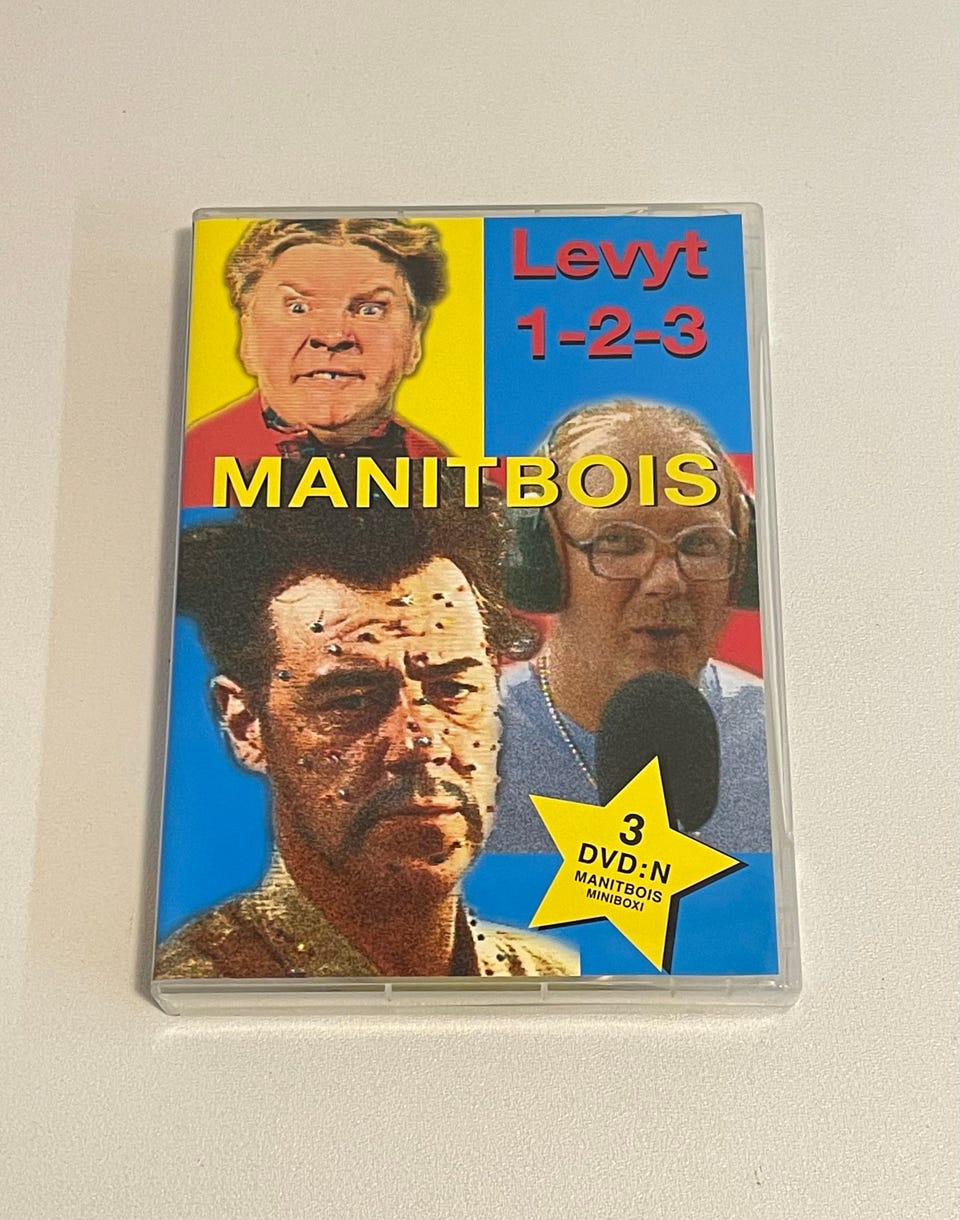 Levyt
1-2-3
MANITBOIS
3
DVD:N
MANITBOIS
MINIBOXI